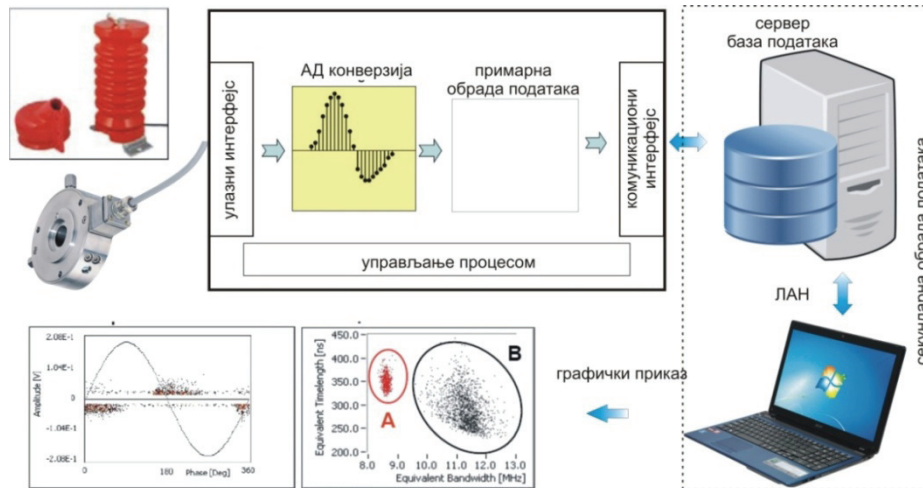 АД конверзија
примарна
обрада података
улазни интерфејс
комуникациони
интерфејс
управљање процесом
сервер
база података
секундарна обрада података
ЛАН
графички приказ
2.08E-1
1.04E-1
0
-1.04E-1
-2.08E-1
Amplitude [V]
0
180
360
Phase [Deg]
450.0
400.0
350.0
300.0
250.0
200.0
Equivalent Timelength [ns]
A
B
8.0 9.0 10.0 11.0 12.0 13.0
Equivalent Bandwidth [MHz]